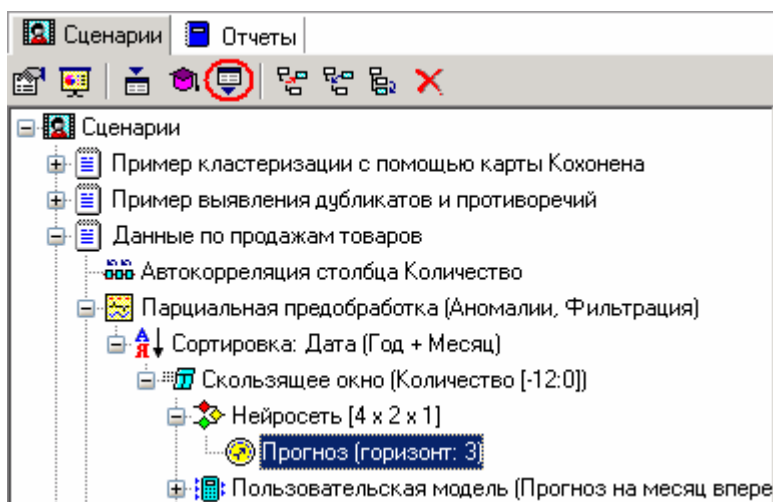 Сценарии Отчеты
Сценарии
Пример кластеризации с помощью карты Кохонена
Пример выявления дубликатов и противоречий
Данные по продажам товаров
Автокорреляция столбца Количество
Парциальная предобработка (Аномалии, Фильтрация)
Сортировка: Дата (Год + Месяц)
Скользящее окно (Количество [-12:0])
Нейросеть [4 x 2 x 1]
Прогноз (горизонт: 3)
Пользовательская модель (Прогноз на месяц впере